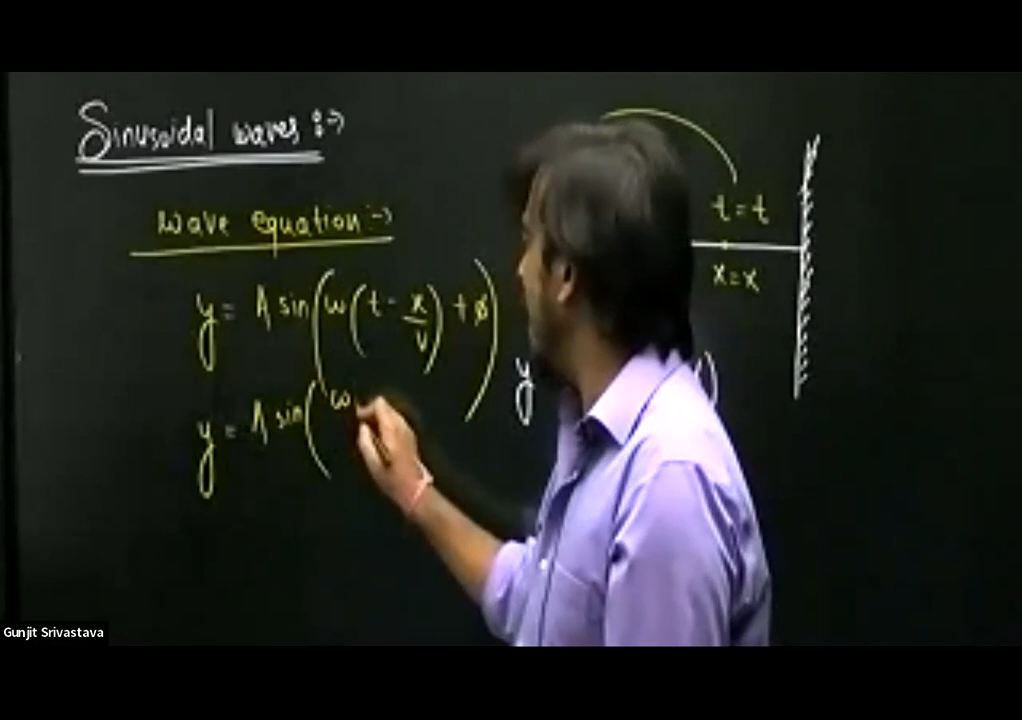 Sinusoidal waves :->
wave equation :->
y = A sin(ω(t - x/v) + ø)
t = t
x = x
y
)
y = A sin(ω
Gunjit Srivastava